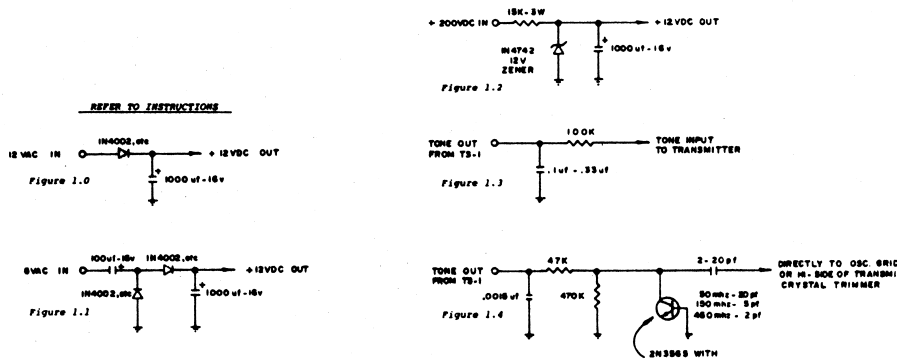 REFER TO INSTRUCTIONS
12 VAC IN
1N4002, etc
+ 12VDC OUT
1000 uf - 16v
Figure 1.0
6VAC IN
100uf-16v
1N4002, etc
+12VDC OUT
1N4002, etc
1000 uf - 16v
Figure 1.1
+ 200VDC IN
15K-3W
+12VDC OUT
1N4742
12V
ZENER
1000 uf - 16v
Figure 1.2
TONE OUT
FROM TS-1
100K
TONE INPUT
TO TRANSMITTER
.1uf - .33uf
Figure 1.3
TONE OUT
FROM TS-1
47K
2-20pf
DIRECTLY TO OSC. GRID
OR HI-SIDE OF TRANSMI
CRYSTAL TRIMMER
.0015uf
470K
50mhz-20pf
150mhz- 5pf
450mhz - 2pf
Figure 1.4
2N3565 WITH